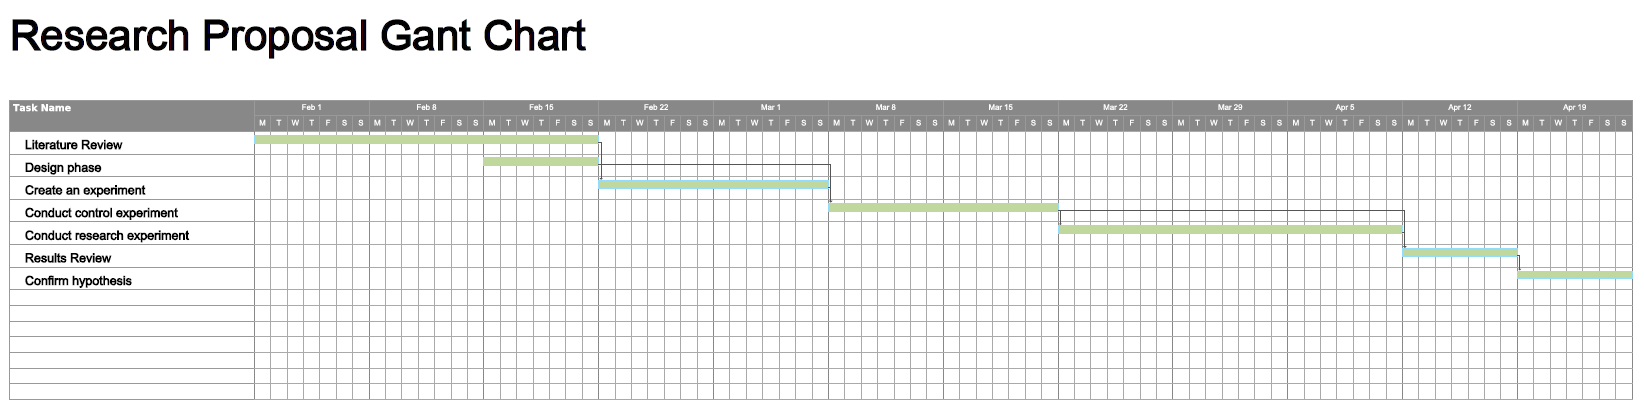 Research Proposal Gant Chart
Task Name Feb 1 Feb 8 Feb 15 Feb 22 Mar 1 Mar 8 Mar 15 Mar 22 Mar 29 Apr 5 Apr 12 Apr 19
M T W T F S S M T W T F S S M T W T F S S M T W T F S S M T W T F S S M T W T F S S M T W T F S S M T W T F S S M T W T F S S M T W T F S S M T W T F S S M T W T F S S
Literature Review
Design phase
Create an experiment
Conduct control experiment
Conduct research experiment
Results Review
Confirm hypothesis